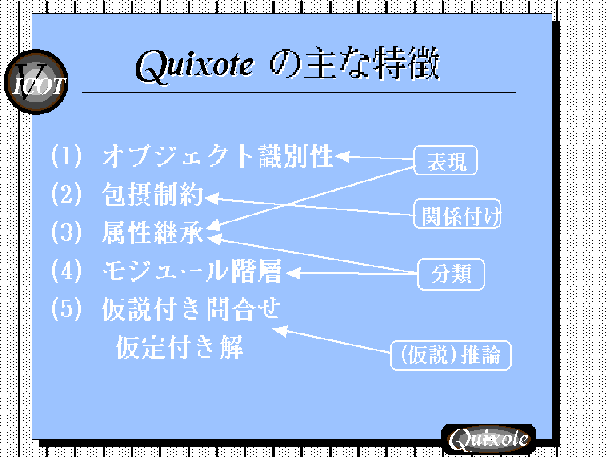 V
ICOT
Quixote の主な特徴
(1) オブジェクト識別性
表現
(2) 包摂制約
関係付け
(3) 属性継承
(4) モジュール階層
分類
(5) 仮説付き問合せ
仮定付き解
(仮説)推論
Quixote